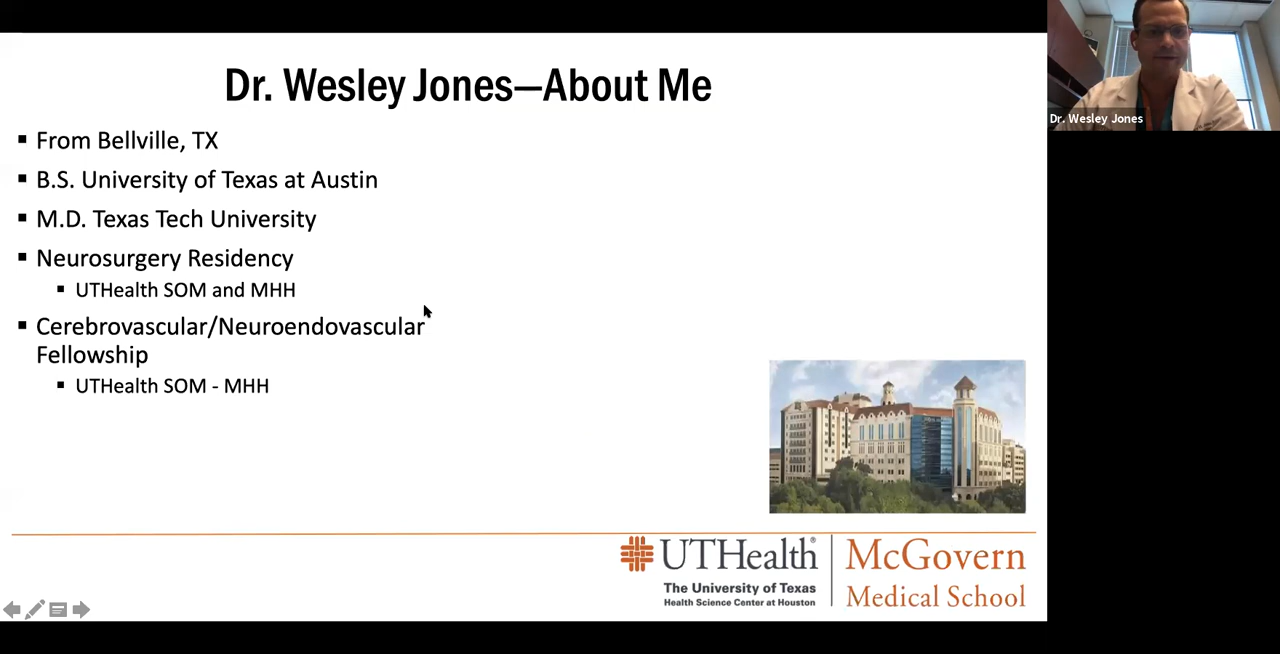 Dr. Wesley Jones—About Me
Dr. Wesley Jones
▪ From Bellville, TX
▪ B.S. University of Texas at Austin
▪ M.D. Texas Tech University
▪ Neurosurgery Residency
▪ UTHealth SOM and MHH
▪ Cerebrovascular/Neuroendovascular
Fellowship
▪ UTHealth SOM - MHH
UTHealth®
The University of Texas
Health Science Center at Houston
McGovern
Medical School